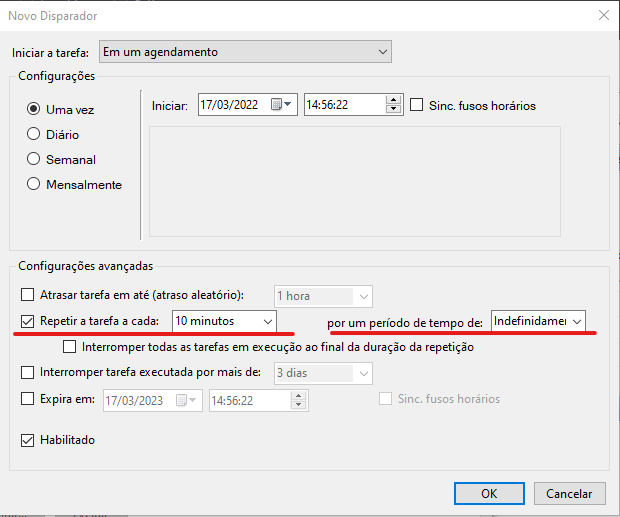 Novo Disparador
Iniciar a tarefa: Em um agendamento
Configurações
Uma vez
Diário
Semanal
Mensalmente
Iniciar: 17/03/2022 14:56:22 Sinc. fusos horários
Configurações avançadas
Atrasar tarefa em até (atraso aleatório): 1 hora
Repetir a tarefa a cada: 10 minutos por um período de tempo de: Indefinidamer
Interromper todas as tarefas em execução ao final da duração da repetição
Interromper tarefa executada por mais de: 3 dias
Expira em: 17/03/2023 14:56:22 Sinc. fusos horários
Habilitado
OK Cancelar